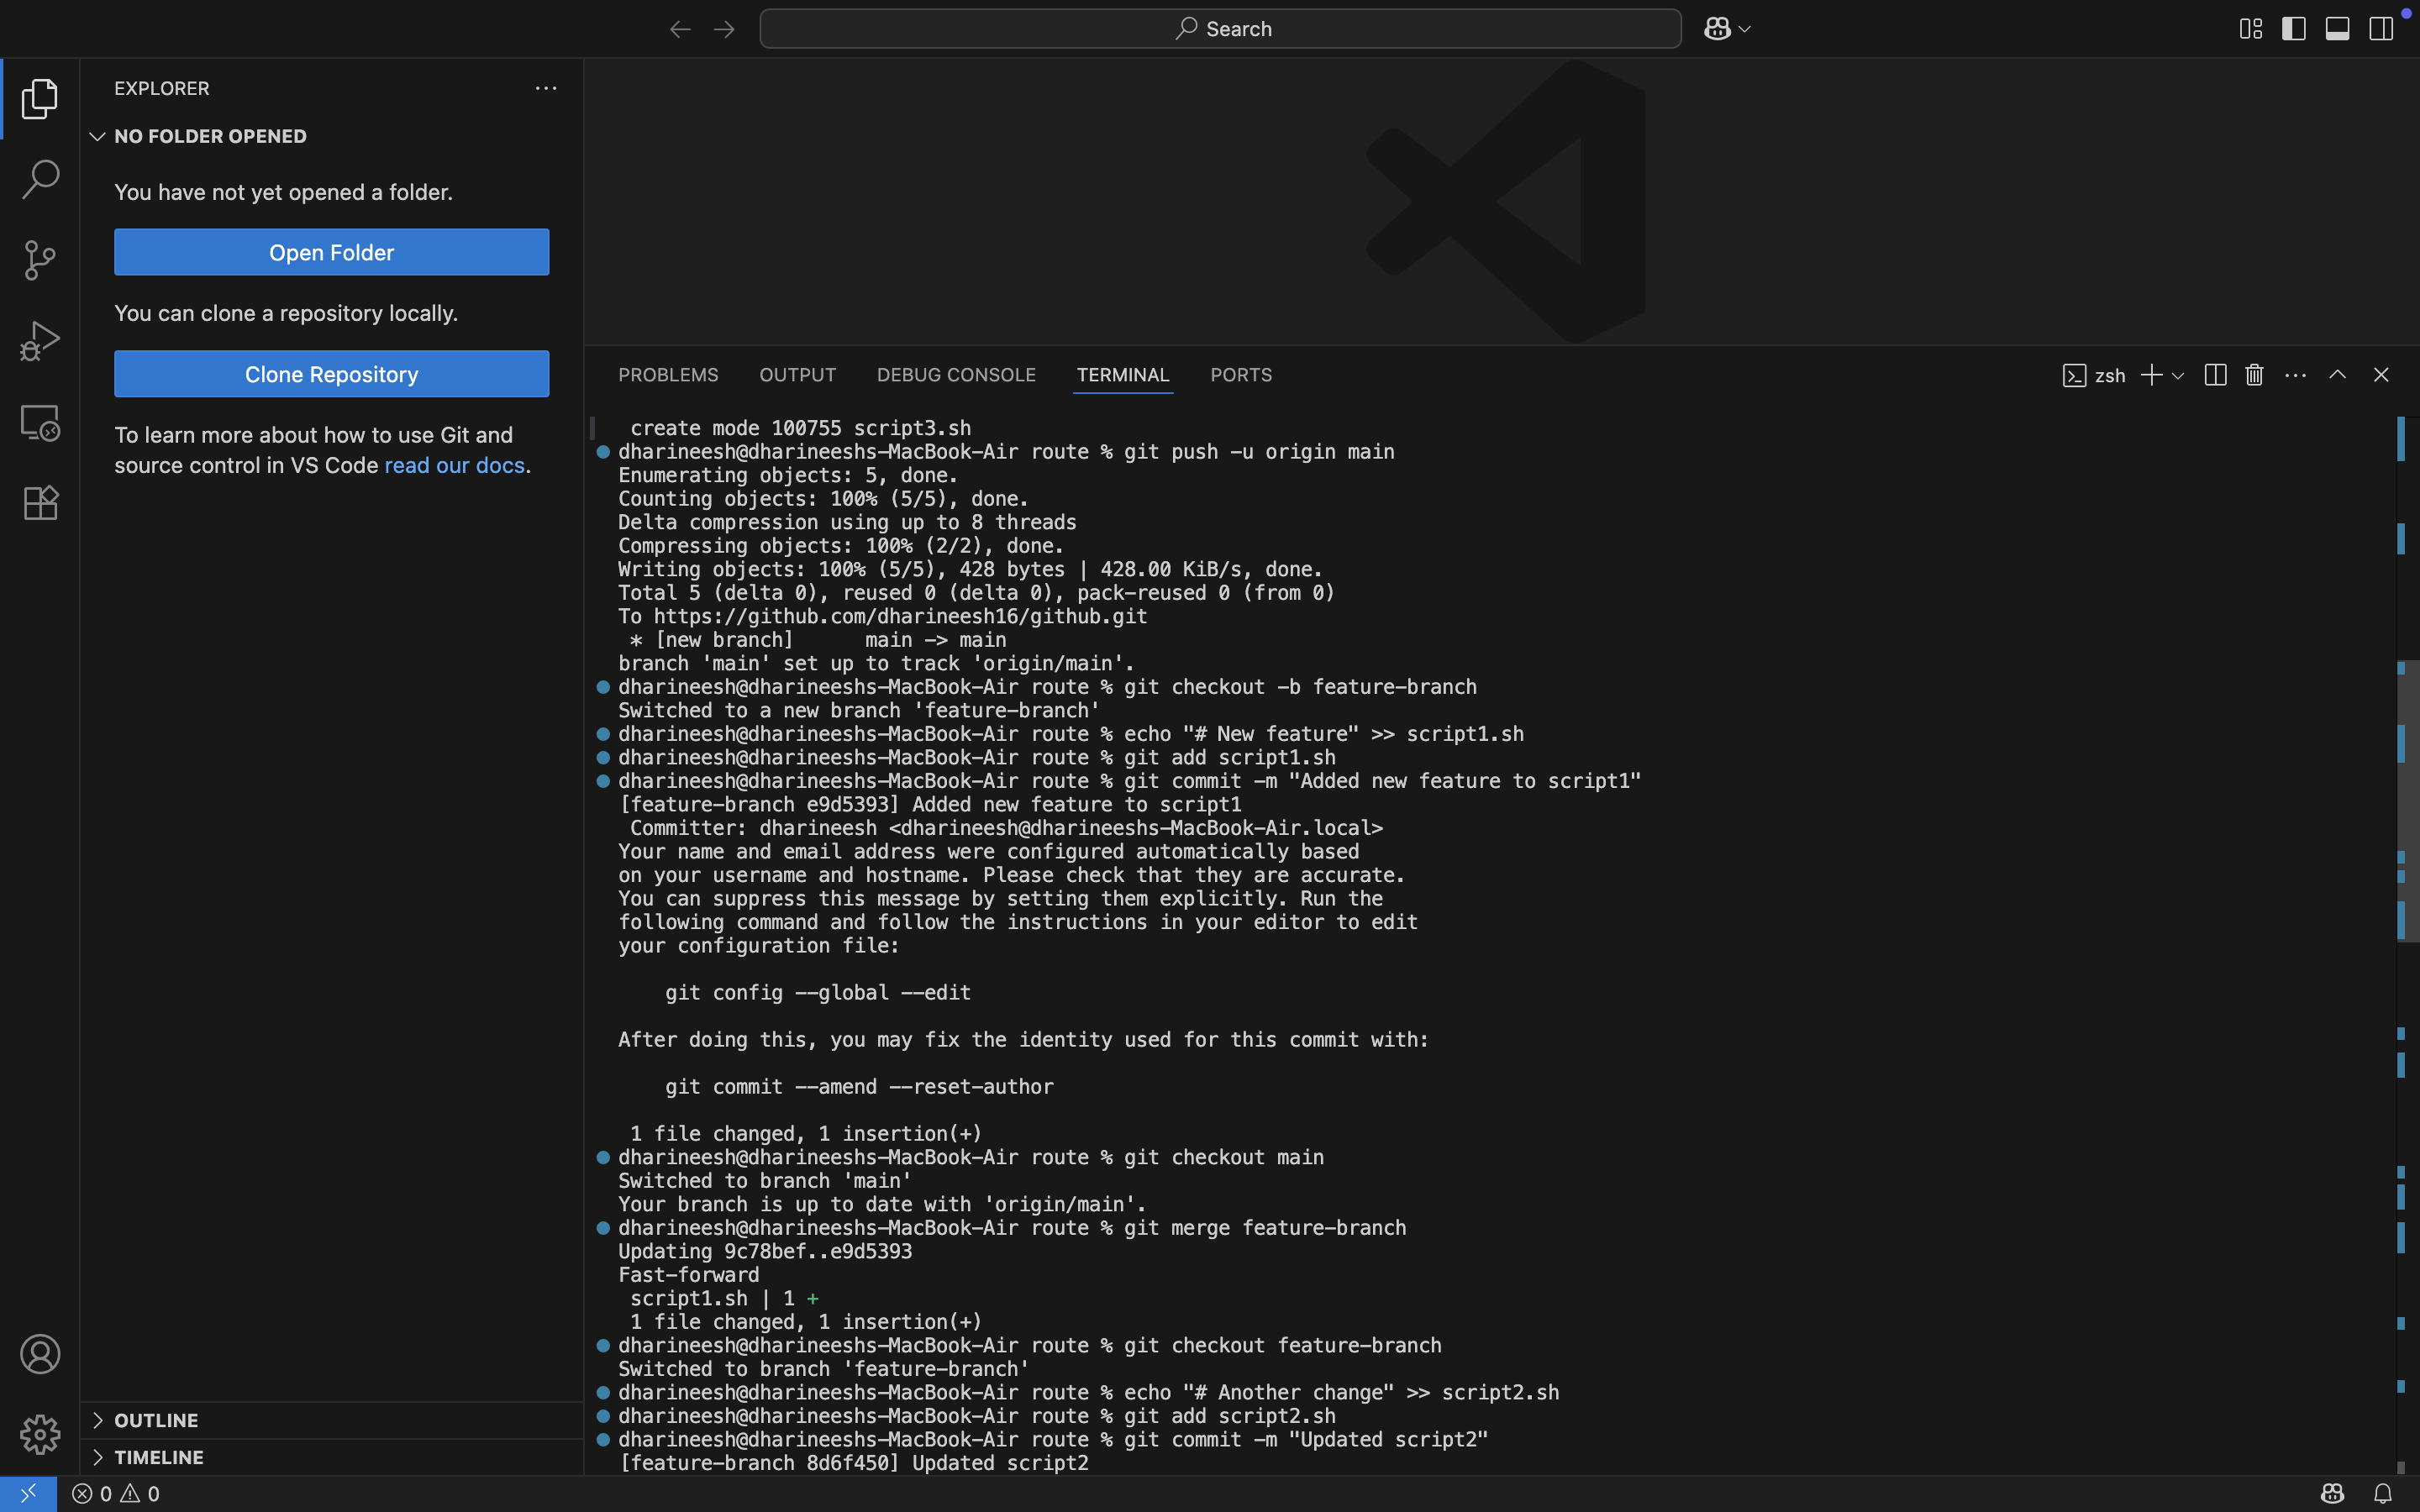 Search
EXPLORER
NO FOLDER OPENED
You have not yet opened a folder.
Open Folder
You can clone a repository locally.
Clone Repository
To learn more about how to use Git and
source control in VS Code read our docs.
OUTLINE
TIMELINE
PROBLEMS OUTPUT DEBUG CONSOLE TERMINAL PORTS zsh
create mode 100755 script3.sh
dharineesh@dharineeshs-MacBook-Air route % git push -u origin main
Enumerating objects: 5, done.
Counting objects: 100% (5/5), done.
Delta compression using up to 8 threads
Compressing objects: 100% (2/2), done.
Writing objects: 100% (5/5), 428 bytes | 428.00 KiB/s, done.
Total 5 (delta 0), reused 0 (delta 0), pack-reused 0 (from 0)
To https://github.com/dharineesh16/github.git
* [new branch]      main -> main
branch 'main' set up to track 'origin/main'.
dharineesh@dharineeshs-MacBook-Air route % git checkout -b feature-branch
Switched to a new branch 'feature-branch'
dharineesh@dharineeshs-MacBook-Air route % echo "# New feature" >> script1.sh
dharineesh@dharineeshs-MacBook-Air route % git add script1.sh
dharineesh@dharineeshs-MacBook-Air route % git commit -m "Added new feature to script1"
[feature-branch e9d5393] Added new feature to script1
Committer: dharineesh <dharineesh@dharineeshs-MacBook-Air.local>
Your name and email address were configured automatically based
on your username and hostname. Please check that they are accurate.
You can suppress this message by setting them explicitly. Run the
following command and follow the instructions in your editor to edit
your configuration file:
git config --global --edit
After doing this, you may fix the identity used for this commit with:
git commit --amend --reset-author
1 file changed, 1 insertion(+)
dharineesh@dharineeshs-MacBook-Air route % git checkout main
Switched to branch 'main'
Your branch is up to date with 'origin/main'.
dharineesh@dharineeshs-MacBook-Air route % git merge feature-branch
Updating 9c78bef..e9d5393
Fast-forward
script1.sh | 1 +
1 file changed, 1 insertion(+)
dharineesh@dharineeshs-MacBook-Air route % git checkout feature-branch
Switched to branch 'feature-branch'
dharineesh@dharineeshs-MacBook-Air route % echo "# Another change" >> script2.sh
dharineesh@dharineeshs-MacBook-Air route % git add script2.sh
dharineesh@dharineeshs-MacBook-Air route % git commit -m "Updated script2"
[feature-branch 8d6f450] Updated script2
0 0